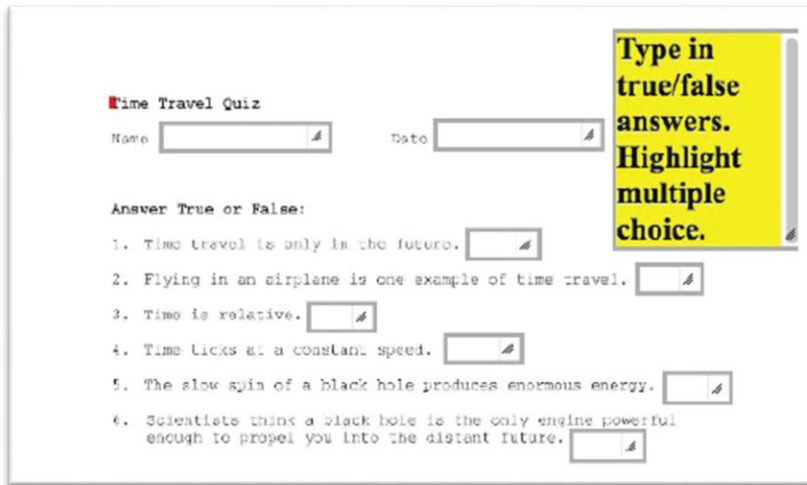 Type in
true/false
answers.
Highlight
multiple
choice.
Time Travel Quiz
Name Date
Answer True or False:
1. Time travel is only in the future.
2. Flying in an airplane is one example of time travel.
3. Time is relative.
4. Time ticks at a constant speed.
5. The slow spin of a black hole produces enormous energy.
6. Scientists think a black hole is the only engine powerful
enough to propel you into the distant future.